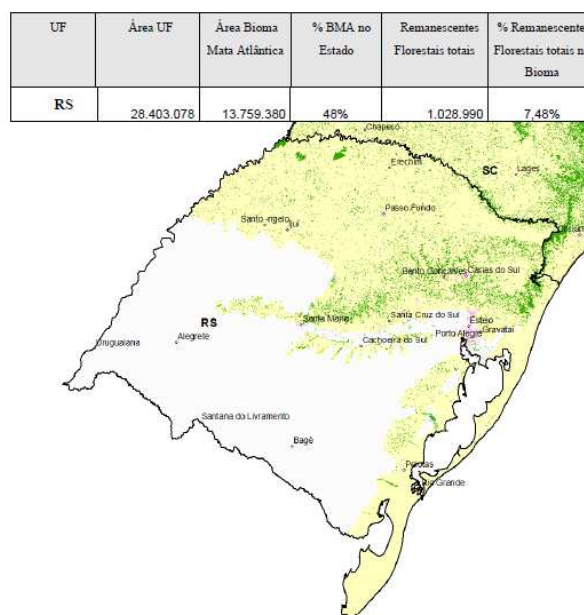 UF Área UF Área Bioma Mata Atlântica % BMA no Estado Remanescentes Florestais totais % Remanescente Florestais totais n Bioma
RS 28.403.078 13.759.380 48% 1.028.990 7,48%
Chapecó
Erechim
SC
Lages
Passo Fundo
Santo
Bento Gonçalves
Caxias do Sul
RS
Santa Maria
Santa Cruz do Sul
Esteio
Porto Alegre
Gravataí
Uruguaiana
Alegrete
Cachoeira do Sul
Santana do Livramento
Bagé
Pelotas
Rio Grande